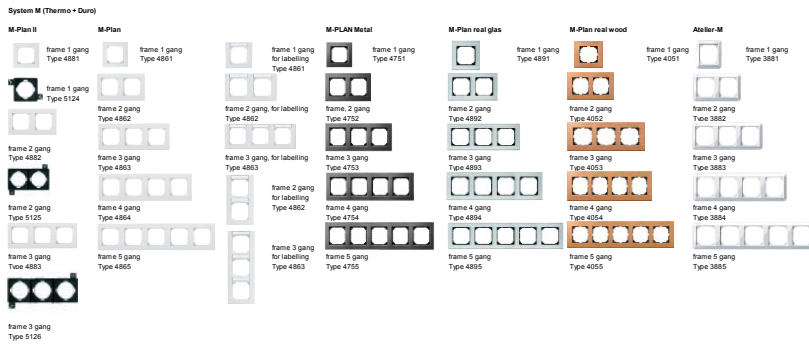 System M (Thermo + Duro)
M-Plan II
frame 1 gang
Type 4881
frame 1 gang
Type 5124
frame 2 gang
Type 4882
frame 2 gang
Type 5125
frame 3 gang
Type 4883
frame 3 gang
Type 5126
M-Plan
frame 1 gang
Type 4861
frame 2 gang
Type 4862
frame 3 gang
Type 4863
frame 4 gang
Type 4864
frame 5 gang
Type 4865
frame 1 gang
for labelling
Type 4861
frame 2 gang, for labelling
Type 4862
frame 3 gang, for labelling
Type 4863
frame 2 gang
for labelling
Type 4862
frame 3 gang
for labelling
Type 4863
M-PLAN Metal
frame 1 gang
Type 4751
frame, 2 gang
Type 4752
frame 3 gang
Type 4753
frame 4 gang
Type 4754
frame 5 gang
Type 4755
M-Plan real glas
frame 1 gang
Type 4891
frame 2 gang
Type 4892
frame 3 gang
Type 4893
frame 4 gang
Type 4894
frame 5 gang
Type 4895
M-Plan real wood
frame 1 gang
Type 4051
frame 2 gang
Type 4052
frame 3 gang
Type 4053
frame 4 gang
Type 4054
frame 5 gang
Type 4055
Atelier-M
frame 1 gang
Type 3881
frame 2 gang
Type 3882
frame 3 gang
Type 3883
frame 4 gang
Type 3884
frame 5 gang
Type 3885